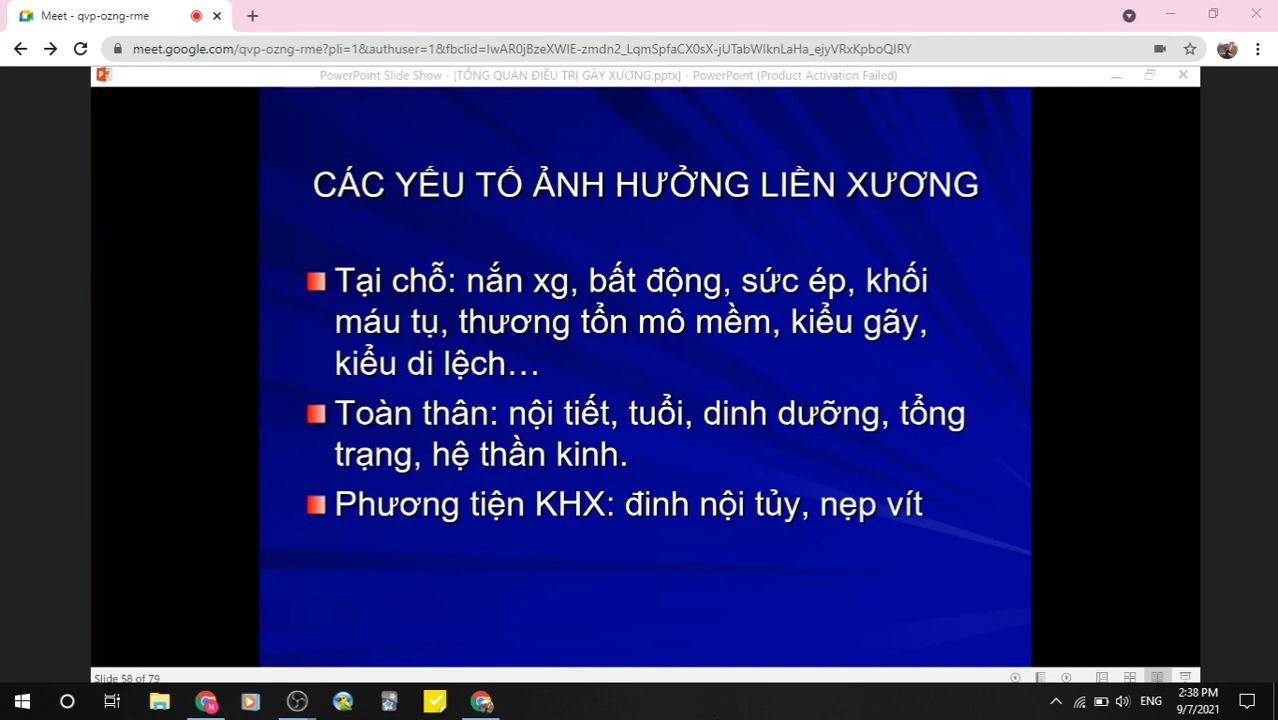 Meet - qvp-ozng-rme
meet.google.com/qvp-ozng-rme?pli=1&authuser=1&fbclid=IwAR0jBzeXWIE-zmdn2_LqmSpfaCX0sX-jUTabWlknLaHa_ejyVRxKpboQIRY
PowerPoint Slide Show - [TỔNG QUAN ĐIỀU TRỊ GÃY XƯƠNG.pptx] - PowerPoint (Product Activation Failed)
CÁC YẾU TỐ ẢNH HƯỞNG LIỀN XƯƠNG
Tại chỗ: nắn xg, bất động, sức ép, khối
máu tụ, thương tổn mô mềm, kiểu gãy,
kiểu di lệch…
Toàn thân: nội tiết, tuổi, dinh dưỡng, tổng
trạng, hệ thần kinh.
Phương tiện KHX: đinh nội tủy, nẹp vít
Slide 58 of 79
ENG
2:38 PM
9/7/2021